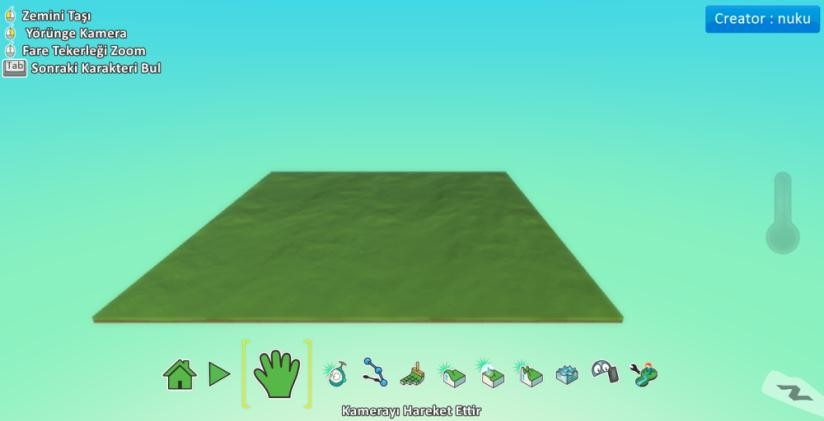 Zemini Taşı
Creator : nuku
Yörünge Kamera
Fare Tekerleği Zoom
Tab Sonraki Karakteri Bul
Kamerayı Hareket Ettir